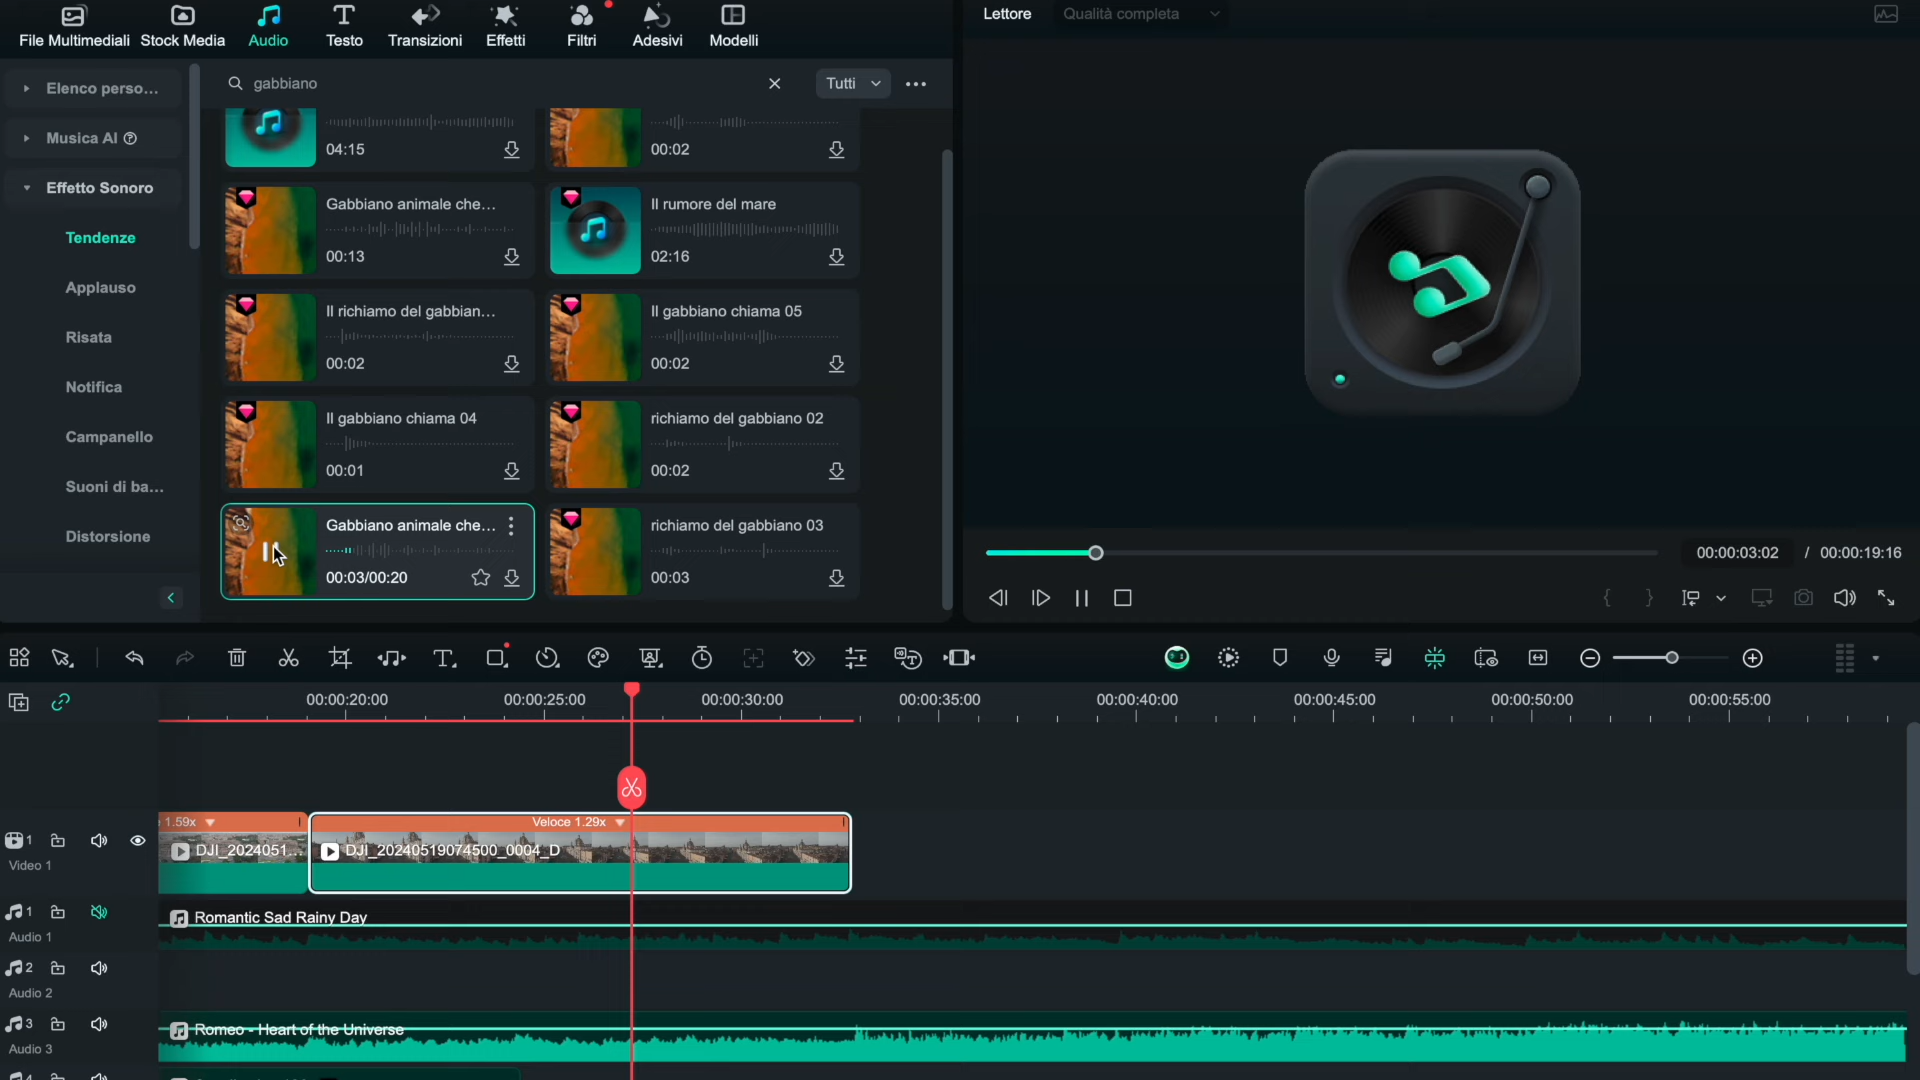 File Multimediali
Stock Media
Audio
Testo
Transizioni
Effetti
Filtri
Adesivi
Modelli
Lettore
Qualità completa
Elenco perso...
Musica AI
Effetto Sonoro
Tendenze
Applauso
Risata
Notifica
Campanello
Suoni di ba...
Distorsione
gabbiano
Tutti
04:15
00:02
Gabbiano animale che...
00:13
Il rumore del mare
02:16
Il richiamo del gabbian...
00:02
Il gabbiano chiama 05
00:02
Il gabbiano chiama 04
00:01
richiamo del gabbiano 02
00:02
Gabbiano animale che...
00:03/00:20
richiamo del gabbiano 03
00:03
00:00:03:02 / 00:00:19:16
00:00:20:00
00:00:25:00
00:00:30:00
00:00:35:00
00:00:40:00
00:00:45:00
00:00:50:00
00:00:55:00
1.59x
Veloce 1.29x
DJI_2024051...
DJI_20240519074500_0004_D
1
Video 1
1
Audio 1
Romantic Sad Rainy Day
2
Audio 2
3
Audio 3
Romeo - Heart of the Universe